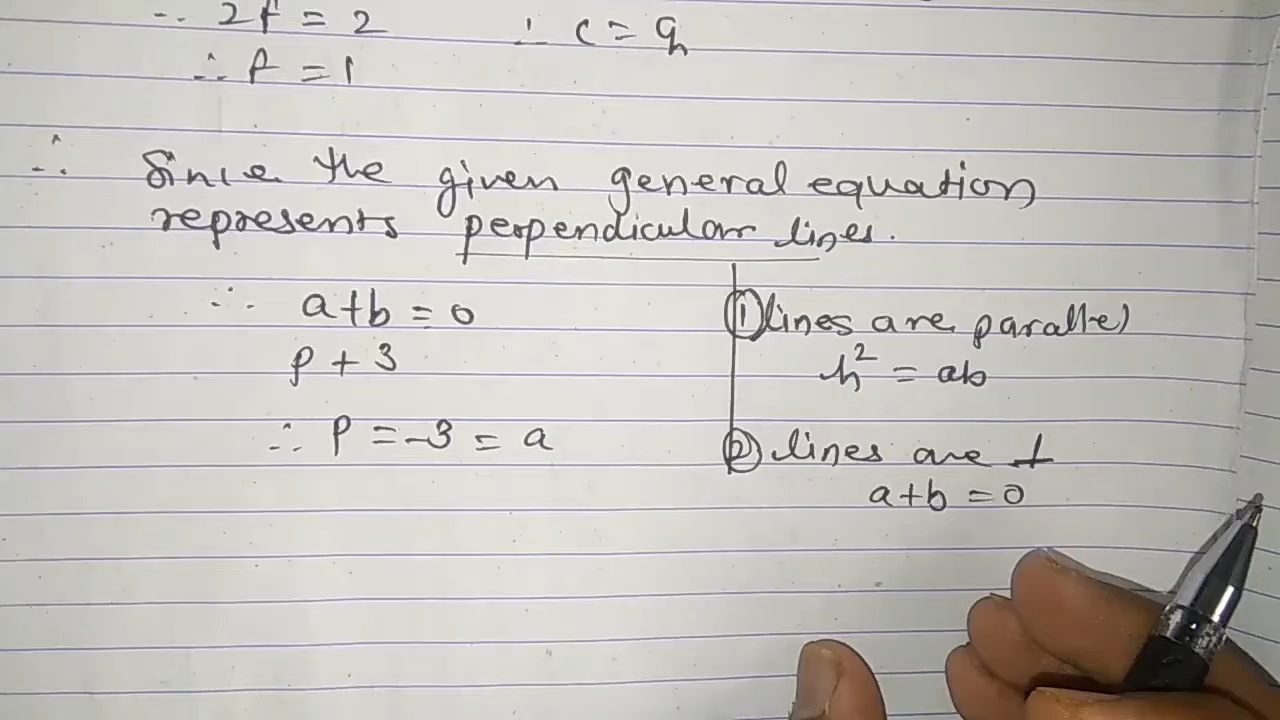 ∴ 2f = 2
∴ c = q
∴ f = 1
∴ Since the given general equation
represents perpendicular lines.
∴ a+b = 0
p + 3
∴ p = -3 = a
① lines are parallel
h² = ab
② lines are ⊥
a+b = 0